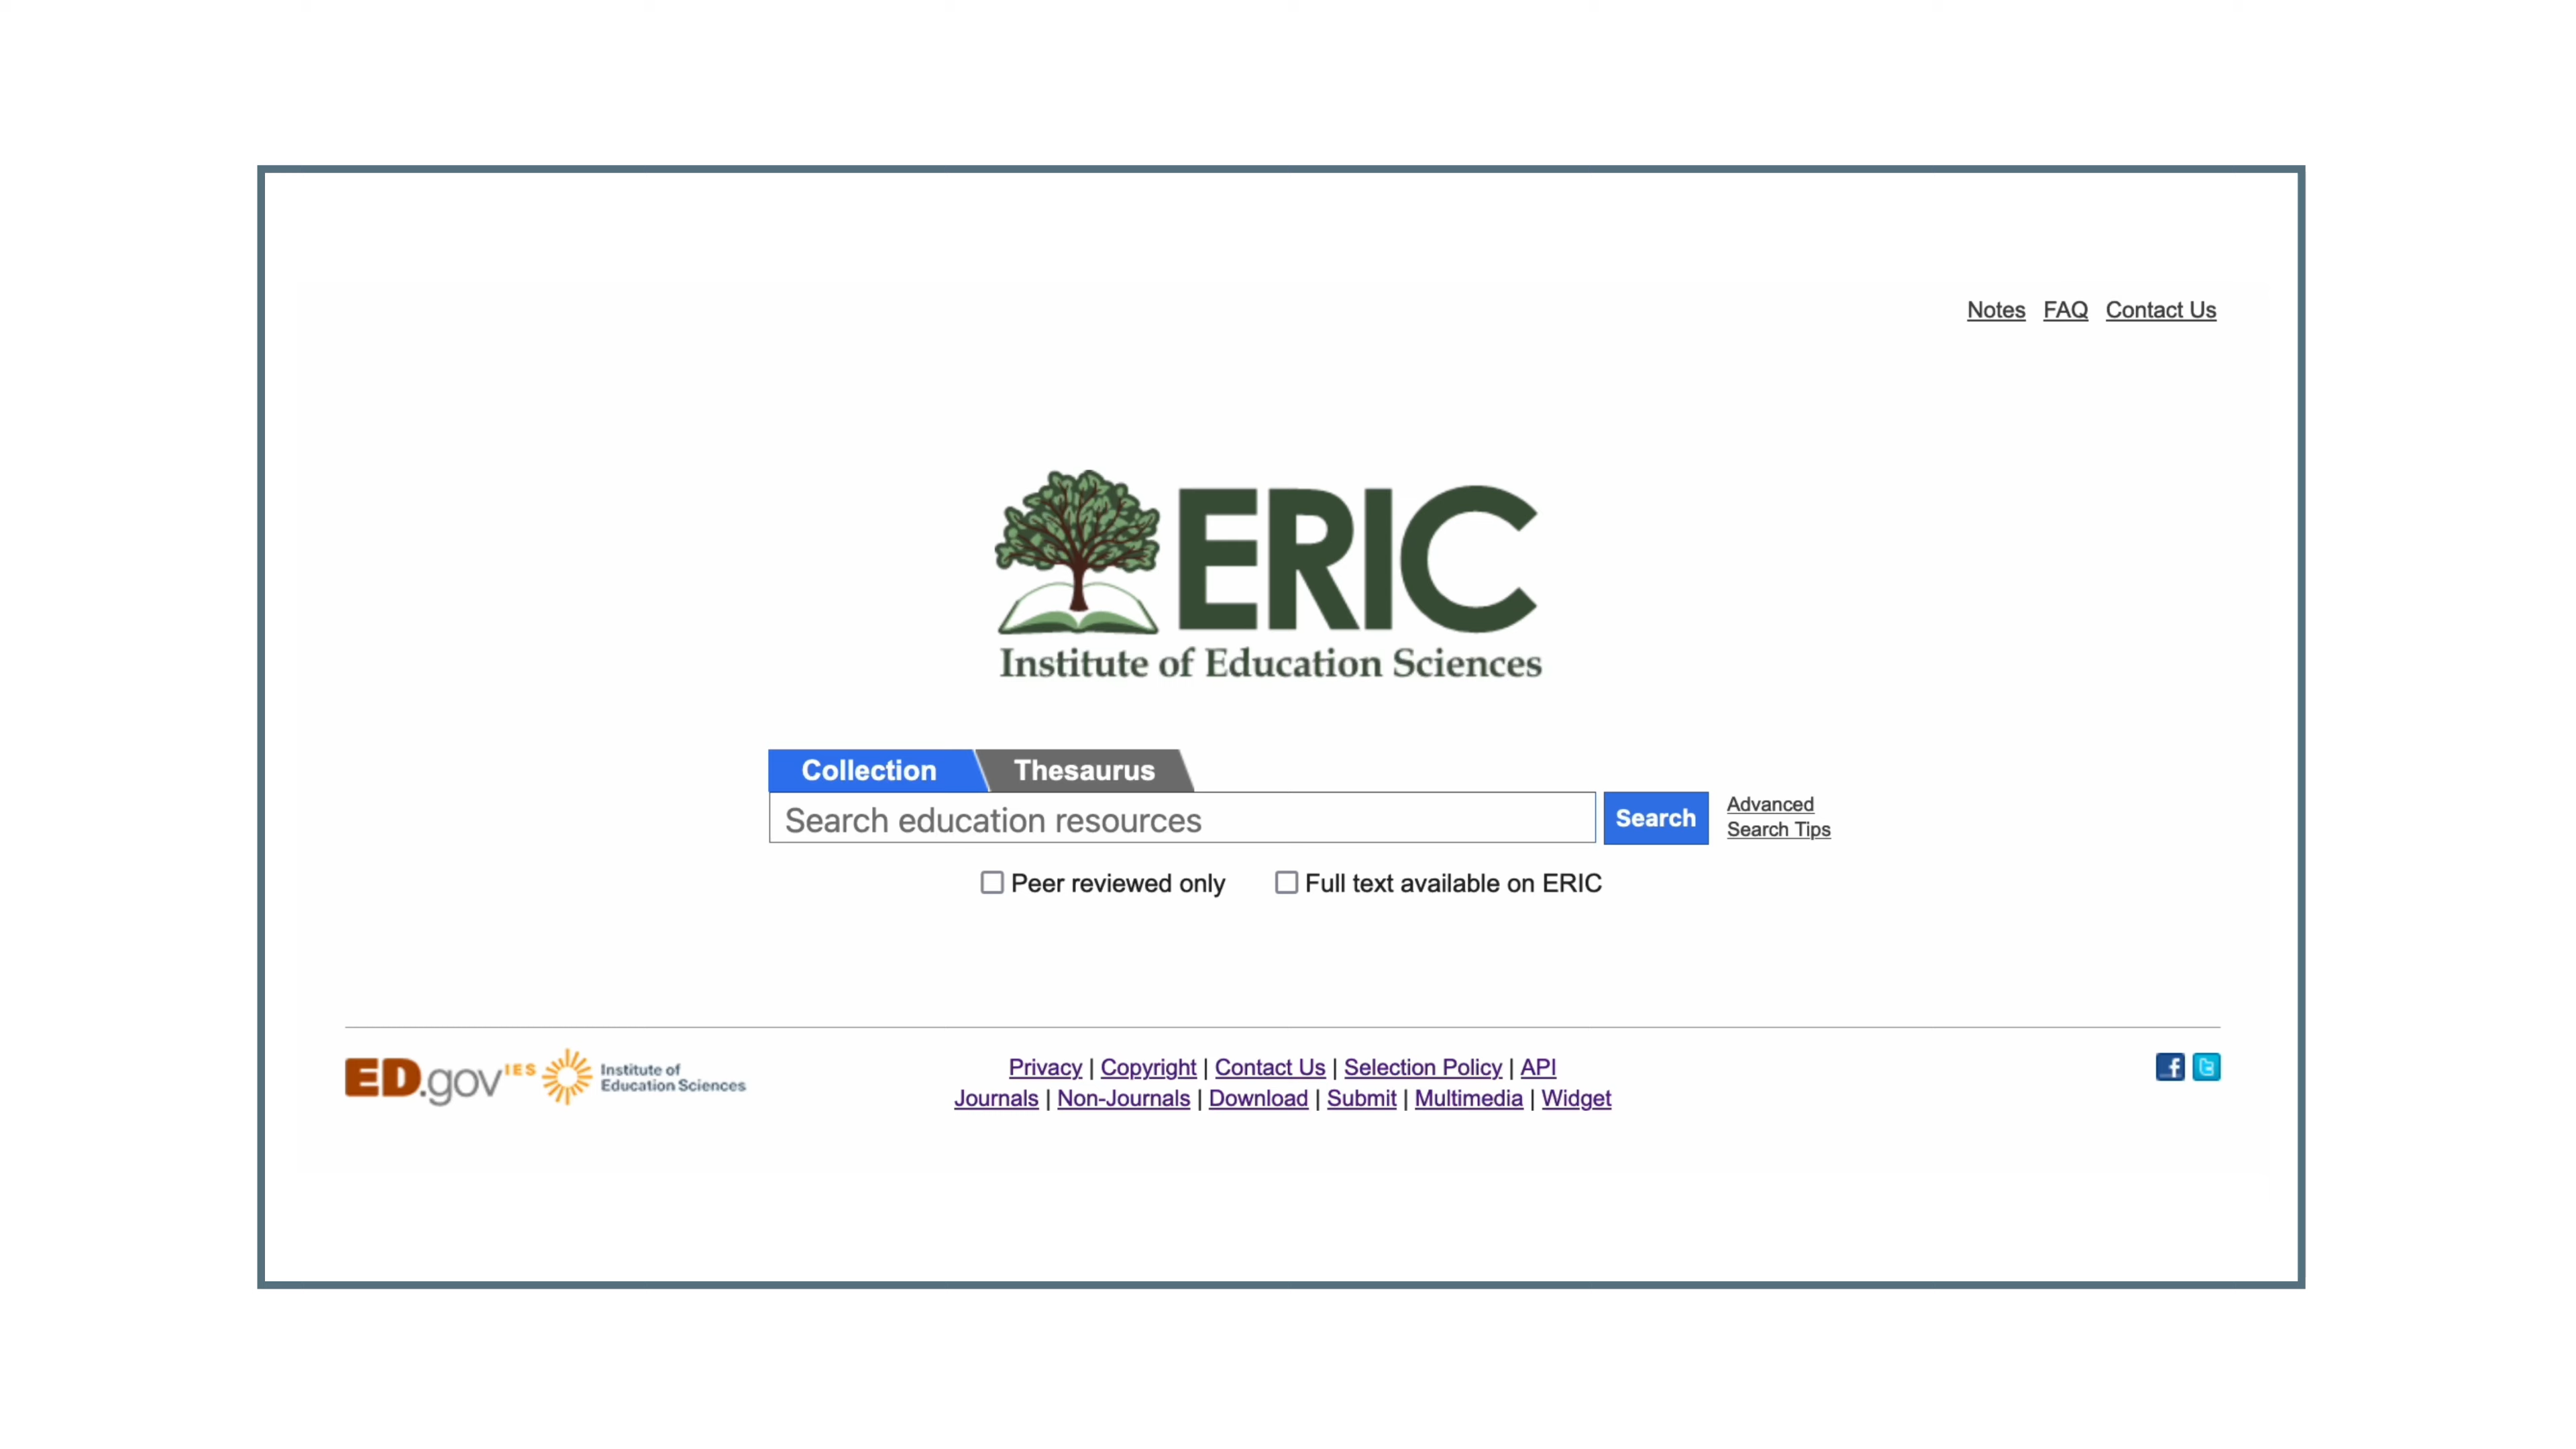 Notes FAQ Contact Us
ERIC
Institute of Education Sciences
Collection Thesaurus
Search education resources Search Advanced
Search Tips
Peer reviewed only Full text available on ERIC
ED.gov IES Institute of
Education Sciences
Privacy | Copyright | Contact Us | Selection Policy | API
Journals | Non-Journals | Download | Submit | Multimedia | Widget